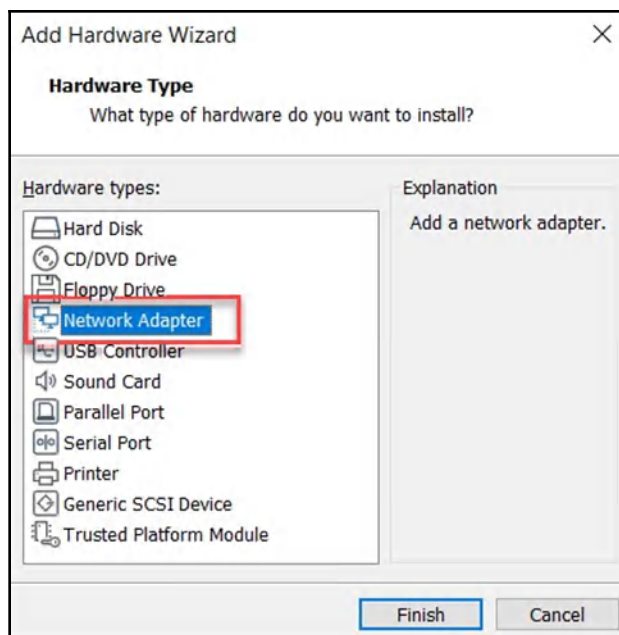 Add Hardware Wizard
Hardware Type
What type of hardware do you want to install?
Hardware types:
Explanation
Hard Disk
Add a network adapter.
CD/DVD Drive
Floppy Drive
Network Adapter
USB Controller
Sound Card
Parallel Port
Serial Port
Printer
Generic SCSI Device
Trusted Platform Module
Finish
Cancel